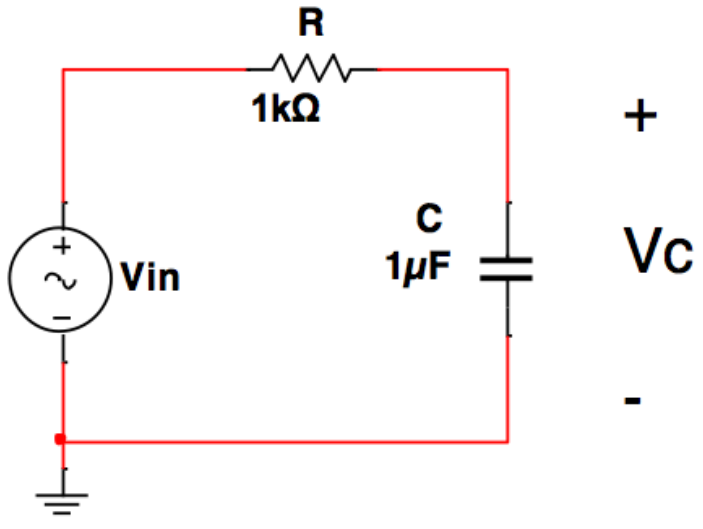 R
1kΩ
+
C
Vc
1µF
+
Vin
−
-